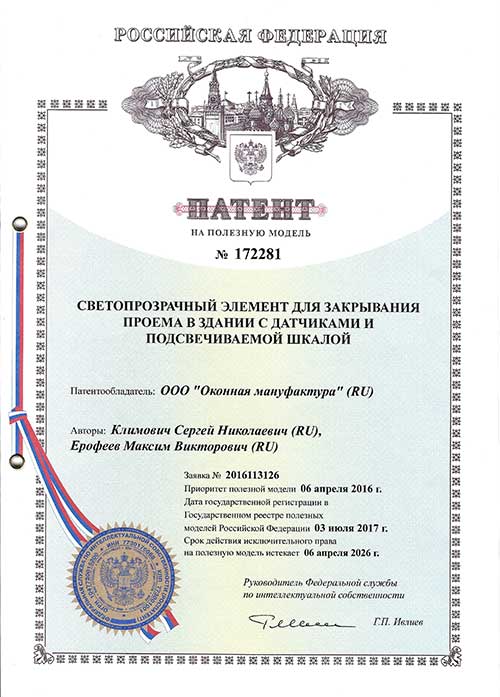 РОССИЙСКАЯ ФЕДЕРАЦИЯ
ПАТЕНТ
НА ПОЛЕЗНУЮ МОДЕЛЬ
№ 172281
СВЕТОПРОЗРАЧНЫЙ ЭЛЕМЕНТ ДЛЯ ЗАКРЫВАНИЯ
ПРОЕМА В ЗДАНИИ С ДАТЧИКАМИ И
ПОДСВЕЧИВАЕМОЙ ШКАЛОЙ
Патентообладатель: ООО "Оконная мануфактура" (RU)
Авторы: Климович Сергей Николаевич (RU),
Ерофеев Максим Викторович (RU)
Заявка № 2016113126
Приоритет полезной модели 06 апреля 2016 г.
Дата государственной регистрации в
Государственном реестре полезных
моделей Российской Федерации 03 июля 2017 г.
Срок действия исключительного права
на полезную модель истекает 06 апреля 2026 г.
Руководитель Федеральной службы
по интеллектуальной собственности
Г.П. Ивлиев